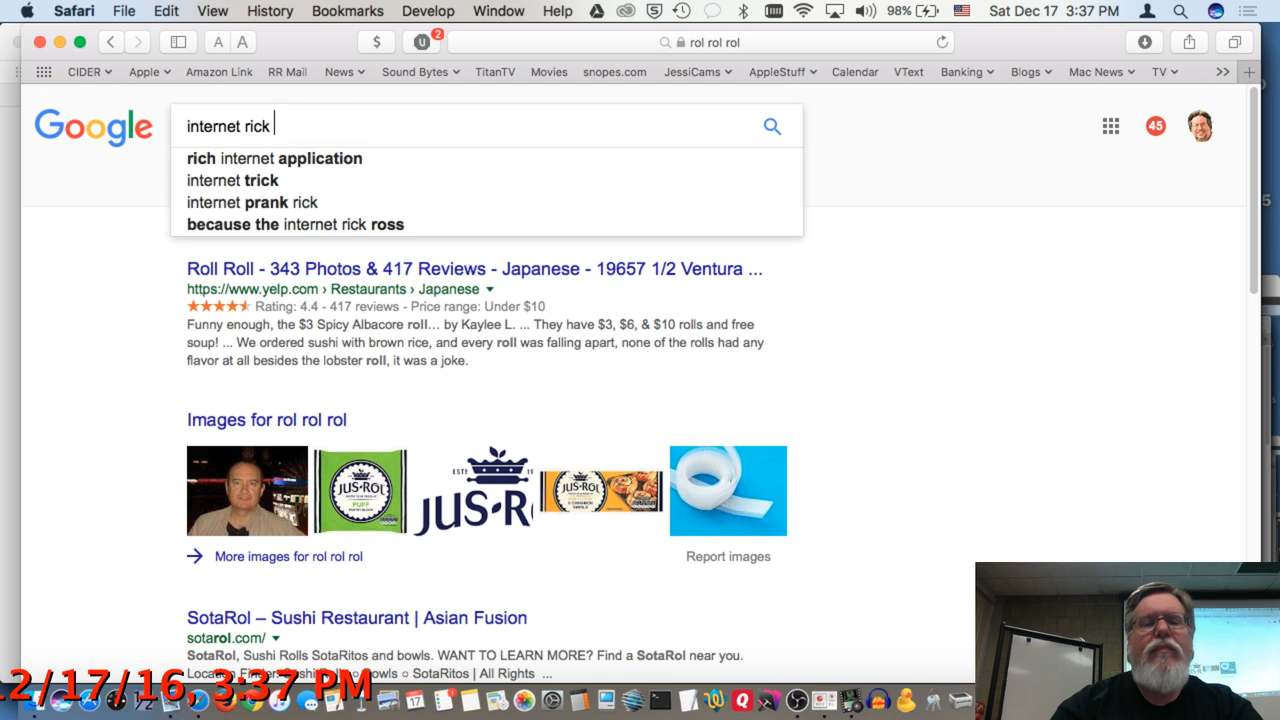 Safari File Edit View History Bookmarks Develop Window Help 98% Sat Dec 17 3:37 PM
A A $ 2 rol rol rol
CIDER Apple Amazon Link RR Mail News Sound Bytes TitanTV Movies snopes.com JessiCams AppleStuff Calendar VText Banking Blogs Mac News TV >> +
Google internet rick 45
rich internet application
internet trick
internet prank rick
because the internet rick ross
Roll Roll - 343 Photos & 417 Reviews - Japanese - 19657 1/2 Ventura ...
https://www.yelp.com › Restaurants › Japanese
Rating: 4.4 - 417 reviews - Price range: Under $10
Funny enough, the $3 Spicy Albacore roll... by Kaylee L. ... They have $3, $6, & $10 rolls and free
soup! ... We ordered sushi with brown rice, and every roll was falling apart, none of the rolls had any
flavor at all besides the lobster roll, it was a joke.
Images for rol rol rol
JUS-ROL
PUFF
ESTD
JUS-R
JUS-ROL
More images for rol rol rol Report images
SotaRol – Sushi Restaurant | Asian Fusion
sotarol.com/
SotaRol, Sushi Rolls SotaRitos and bowls. WANT TO LEARN MORE? Find a SotaRol near you.
Bowls ○ SotaRitos | All Rights ...
12/17/16, 3:37 PM